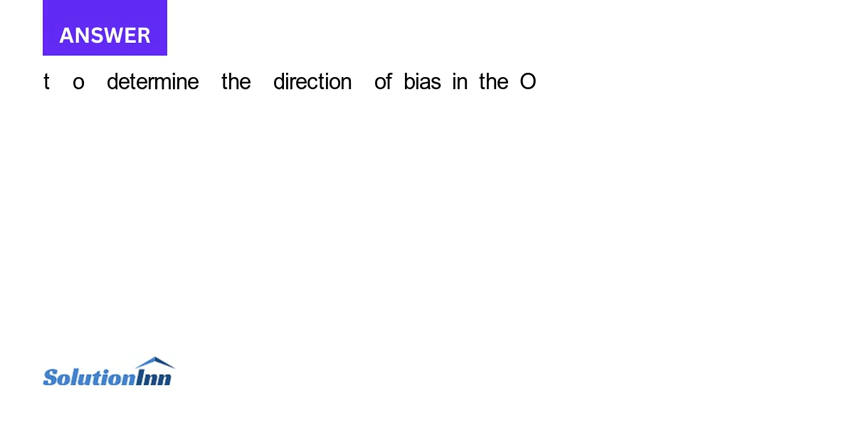 ANSWER
t o determine the direction of bias in the O
SolutionInn